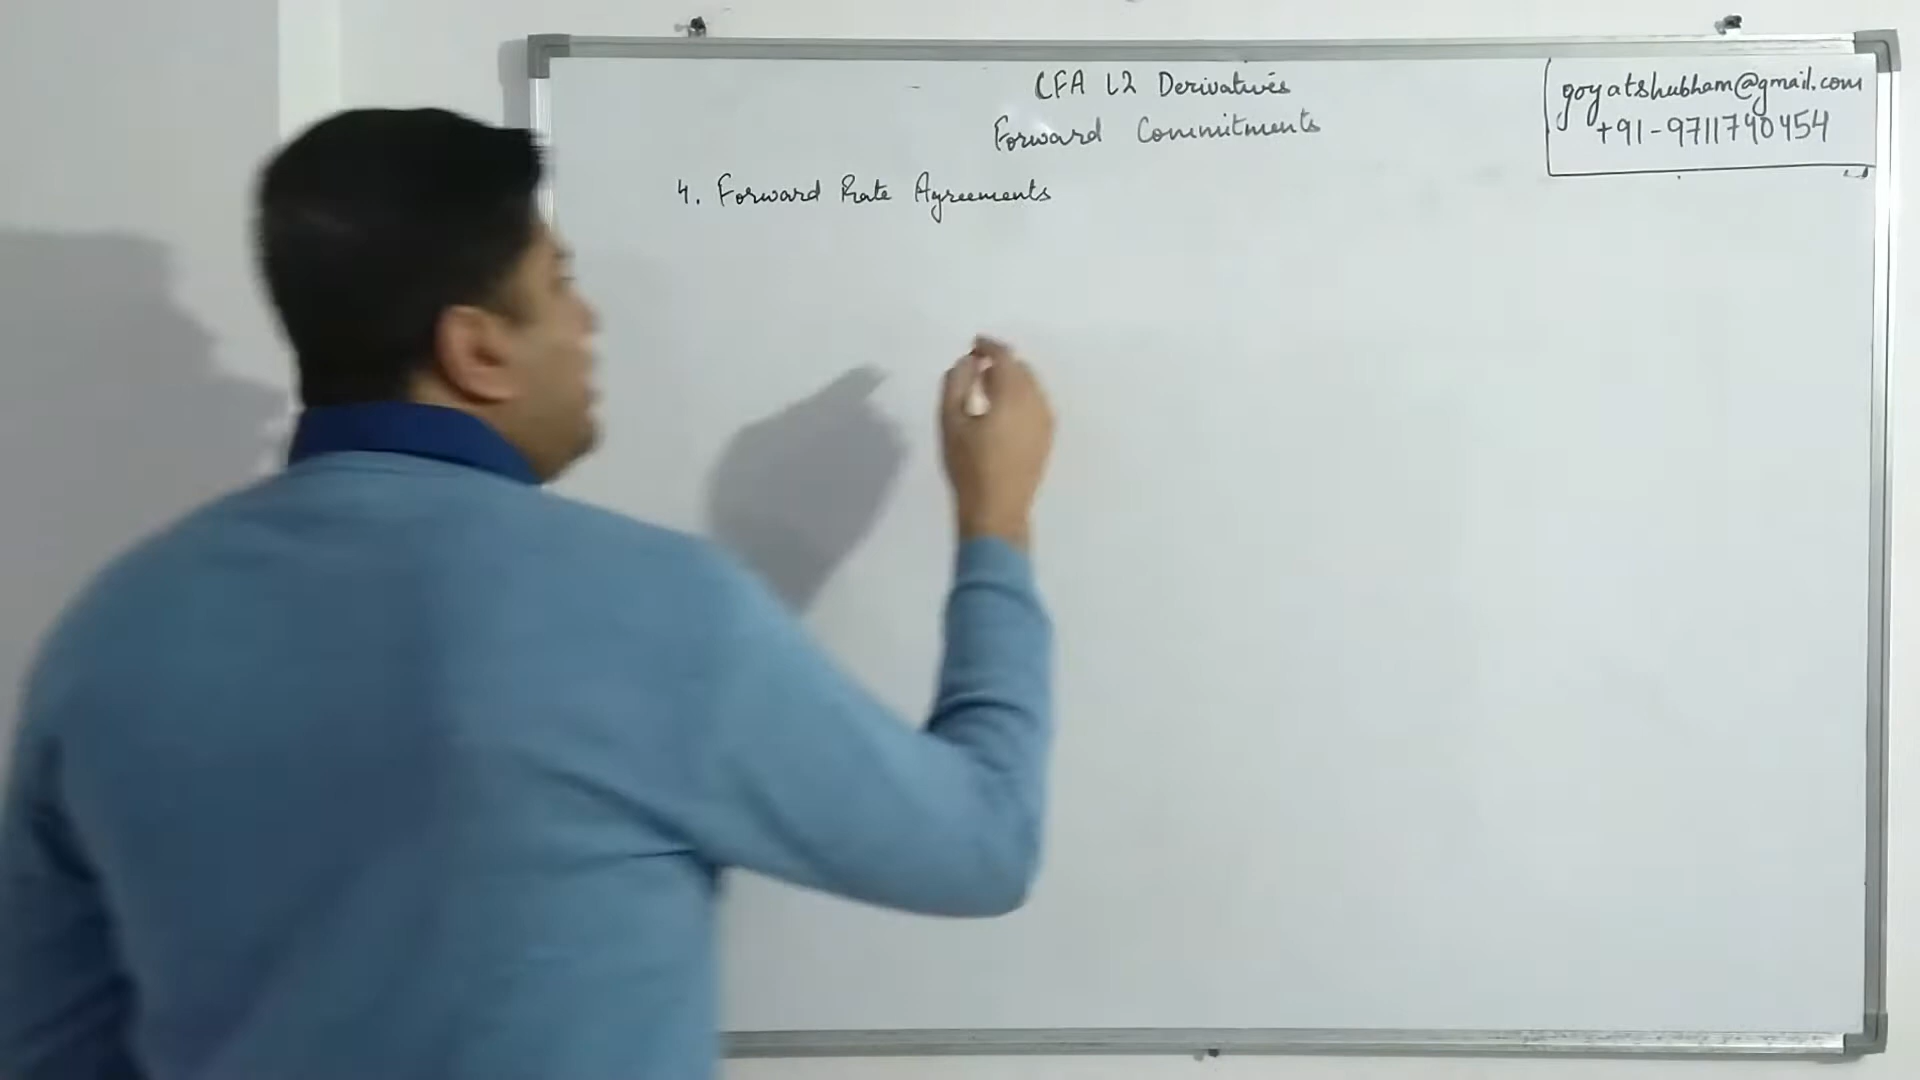 CFA L2 Derivatives
Forward Commitments
goyatshubham@gmail.com
+91-9711740454
4. Forward Rate Agreements